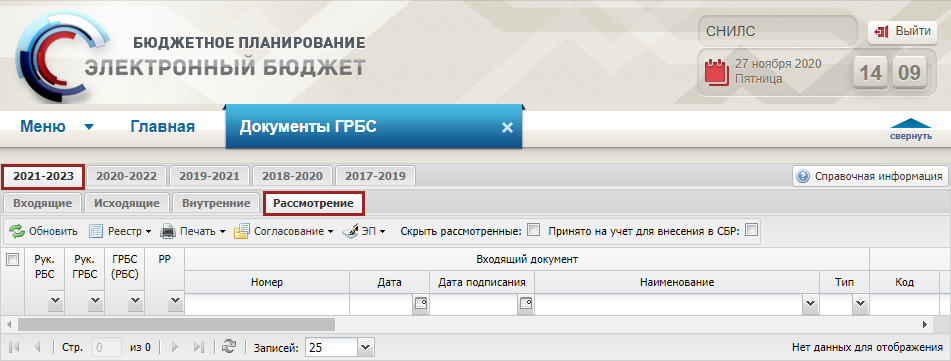 БЮДЖЕТНОЕ ПЛАНИРОВАНИЕ
ЭЛЕКТРОННЫЙ БЮДЖЕТ
СНИЛС
Выйти
27 ноября 2020
Пятница
14 09
Меню Главная Документы ГРБС
свернуть
2021-2023 2020-2022 2019-2021 2018-2020 2017-2019 Справочная информация
Входящие Исходящие Внутренние Рассмотрение
Обновить Реестр Печать Согласование ЭП Скрыть рассмотренные: Принято на учет для внесения в СБР:
Рук. РБС Рук. ГРБС ГРБС (РБС) РР Входящий документ
Номер Дата Дата подписания Наименование Тип Код
Стр. 0 из 0 Записей: 25 Нет данных для отображения